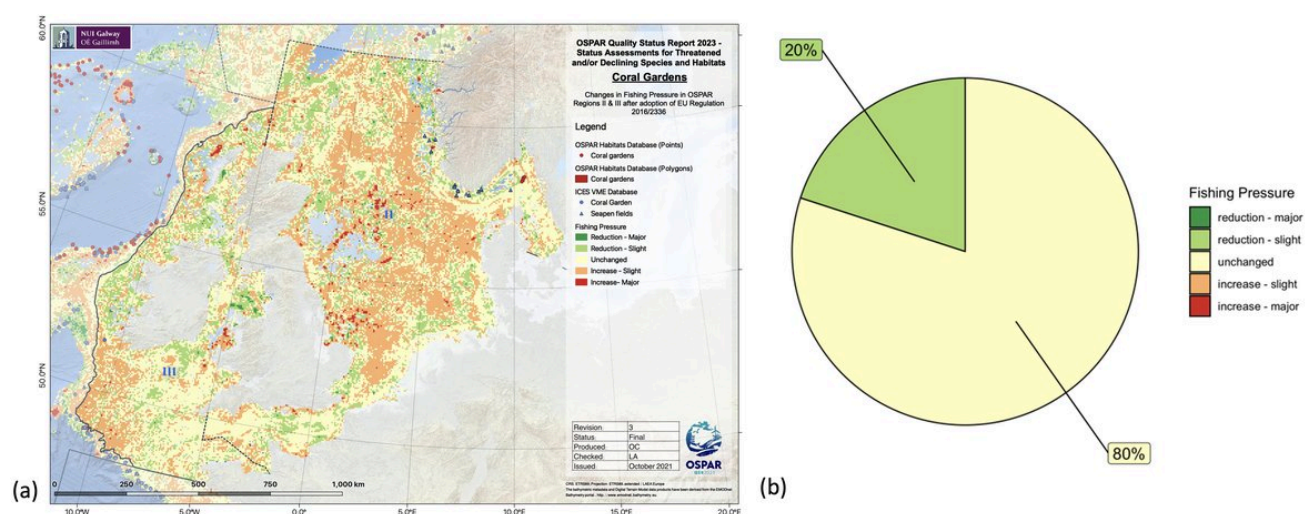 NUI Galway
OÉ Gaillimh
60.0°N
55.0°N
50.0°N
OSPAR Quality Status Report 2023 -
Status Assessments for Threatened
and/or Declining Species and Habitats
Coral Gardens
Changes in Fishing Pressure in OSPAR
Regions II & III after adoption of EU Regulation
2016/2336
Legend
OSPAR Habitats Database (Points)
Coral gardens
OSPAR Habitats Database (Polygons)
Coral gardens
ICES VME Database
Coral Garden
Seapen fields
Fishing Pressure
Reduction - Major
Reduction - Slight
Unchanged
Increase - Slight
Increase- Major
II
III
Revision: 3
Status: Final
Produced: OC
Checked: LA
Issued: October 2021
OSPAR
0 250 500 750 1,000 km
10.0°W 5.0°W 0.0°E 5.0°E 10.0°E 15.0°E 20.0°E
(a)
20%
80%
Fishing Pressure
reduction - major
reduction - slight
unchanged
increase - slight
increase - major
(b)